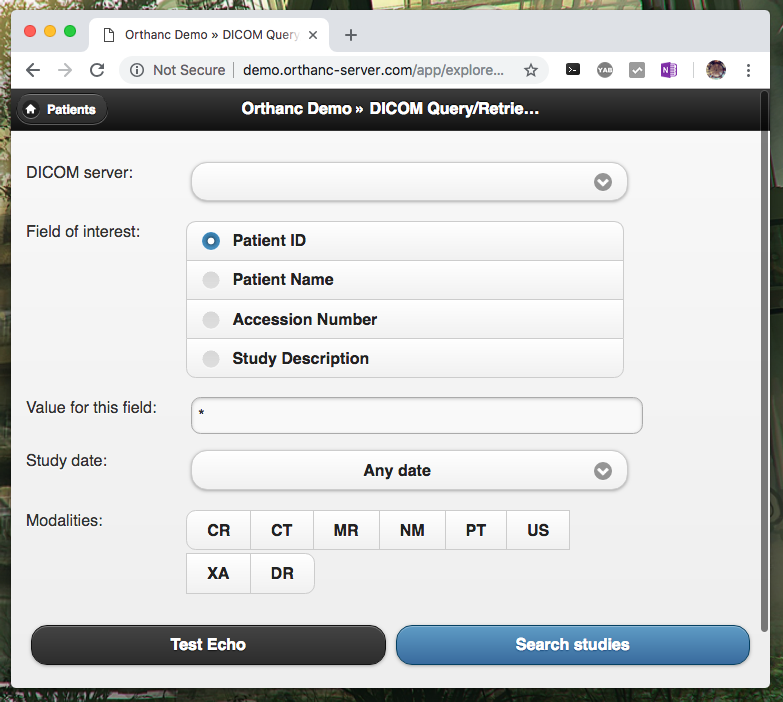 Orthanc Demo » DICOM Query
Not Secure | demo.orthanc-server.com/app/explore...
YAB
N
Patients
Orthanc Demo » DICOM Query/Retrie...
DICOM server:
Field of interest:
Patient ID
Patient Name
Accession Number
Study Description
Value for this field:
*
Study date:
Any date
Modalities:
CR CT MR NM PT US
XA DR
Test Echo
Search studies